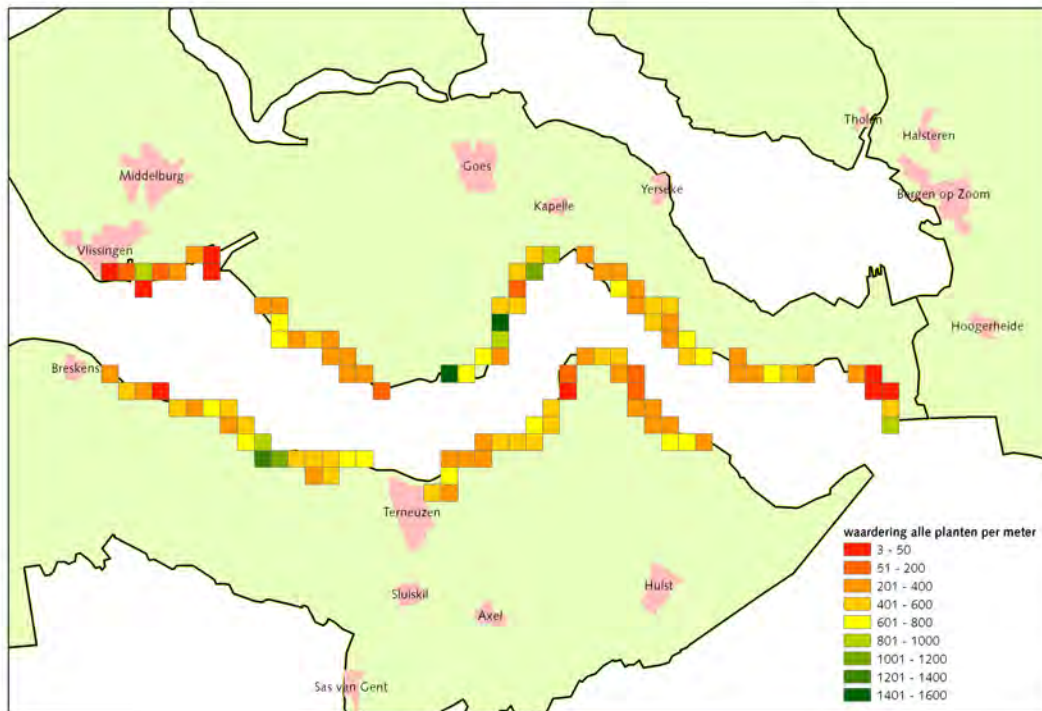 Tholen
Halsteren
Middelburg
Goes
Yerseke
Bergen op Zoom
Kapelle
Vlissingen
Hoogerheide
Breskens
Terneuzen
waardering alle planten per meter
3 - 50
51 - 200
201 - 400
401 - 600
601 - 800
801 - 1000
1001 - 1200
1201 - 1400
1401 - 1600
Hulst
Sluiskil
Axel
Sas van Gent